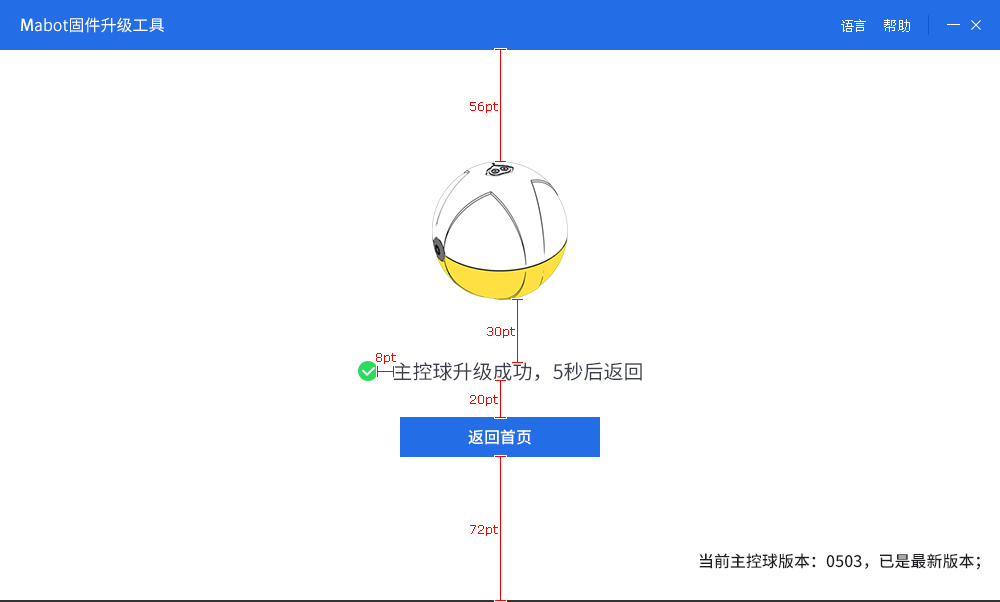 Mabot固件升级工具
语言 帮助
56pt
30pt
8pt
主控球升级成功，5秒后返回
20pt
返回首页
72pt
当前主控球版本：0503，已是最新版本；